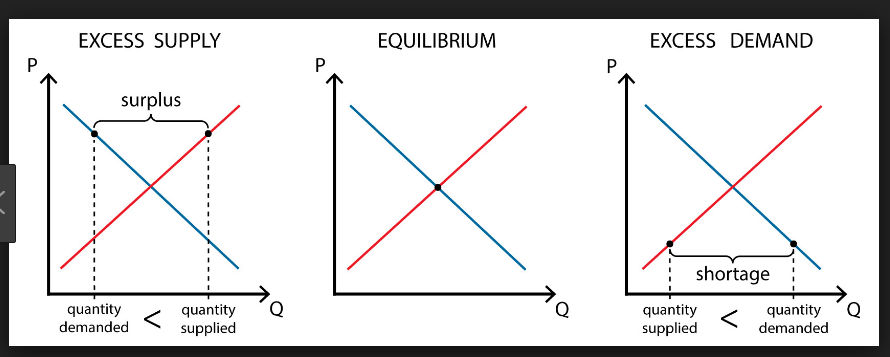 EXCESS SUPPLY
P
surplus
quantity demanded < quantity supplied
Q
EQUILIBRIUM
P
Q
EXCESS DEMAND
P
shortage
quantity supplied < quantity demanded
Q